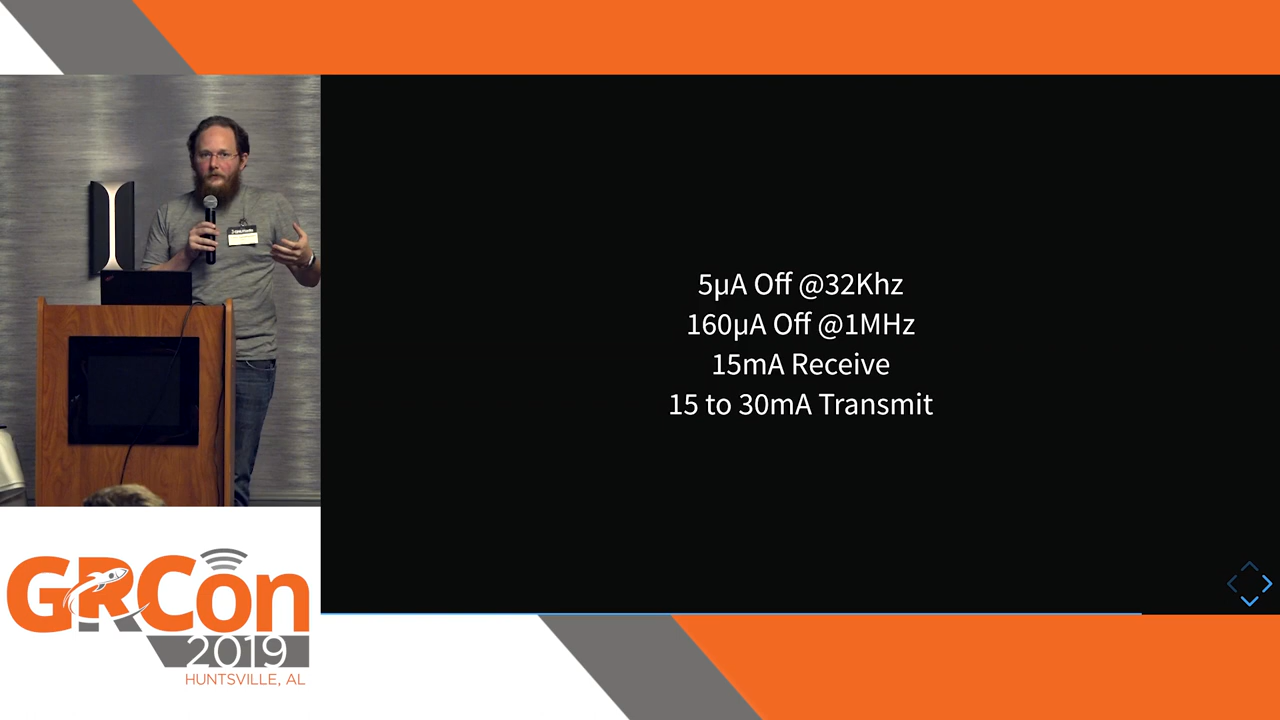 5μA Off @32Khz
160μA Off @1MHz
15mA Receive
15 to 30mA Transmit
GRCon
2019
HUNTSVILLE, AL